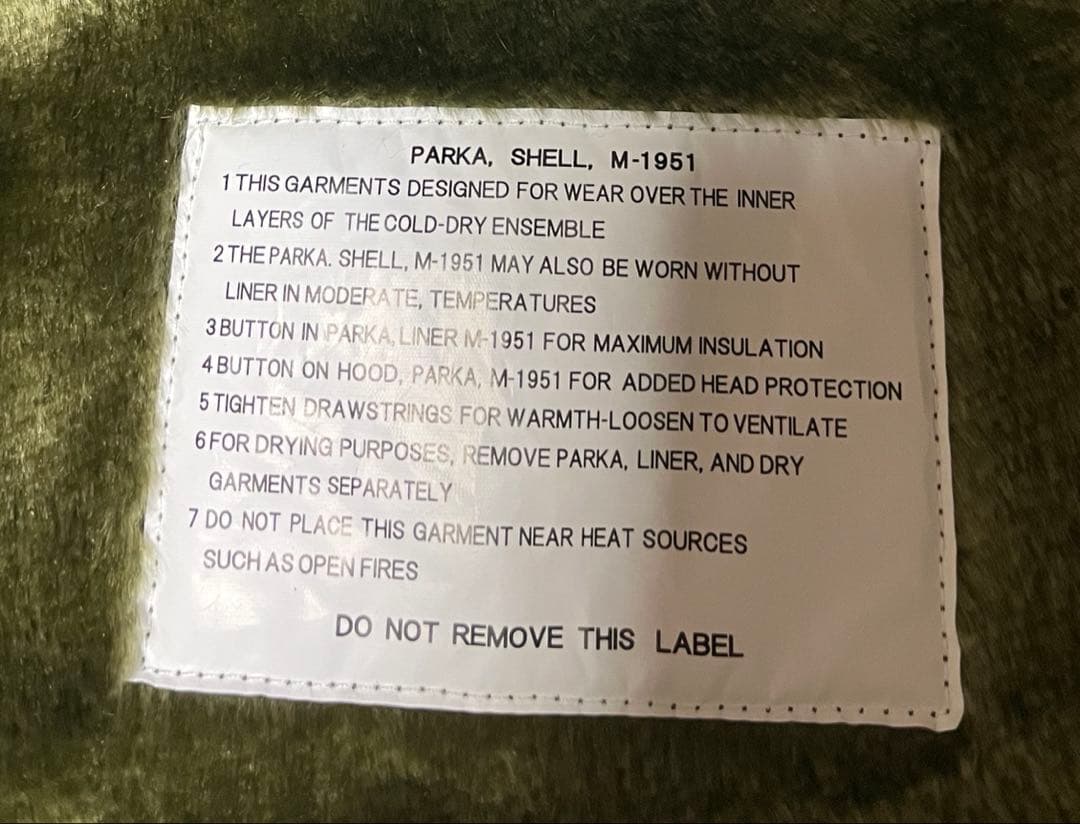 PARKA, SHELL, M-1951
1 THIS GARMENTS DESIGNED FOR WEAR OVER THE INNER
LAYERS OF THE COLD-DRY ENSEMBLE
2 THE PARKA. SHELL, M-1951 MAY ALSO BE WORN WITHOUT
LINER IN MODERATE, TEMPERATURES
3 BUTTON IN PARKA, LINER M-1951 FOR MAXIMUM INSULATION
4 BUTTON ON HOOD, PARKA, M-1951 FOR ADDED HEAD PROTECTION
5 TIGHTEN DRAWSTRINGS FOR WARMTH-LOOSEN TO VENTILATE
6 FOR DRYING PURPOSES, REMOVE PARKA, LINER, AND DRY
GARMENTS SEPARATELY
7 DO NOT PLACE THIS GARMENT NEAR HEAT SOURCES
SUCH AS OPEN FIRES
DO NOT REMOVE THIS LABEL